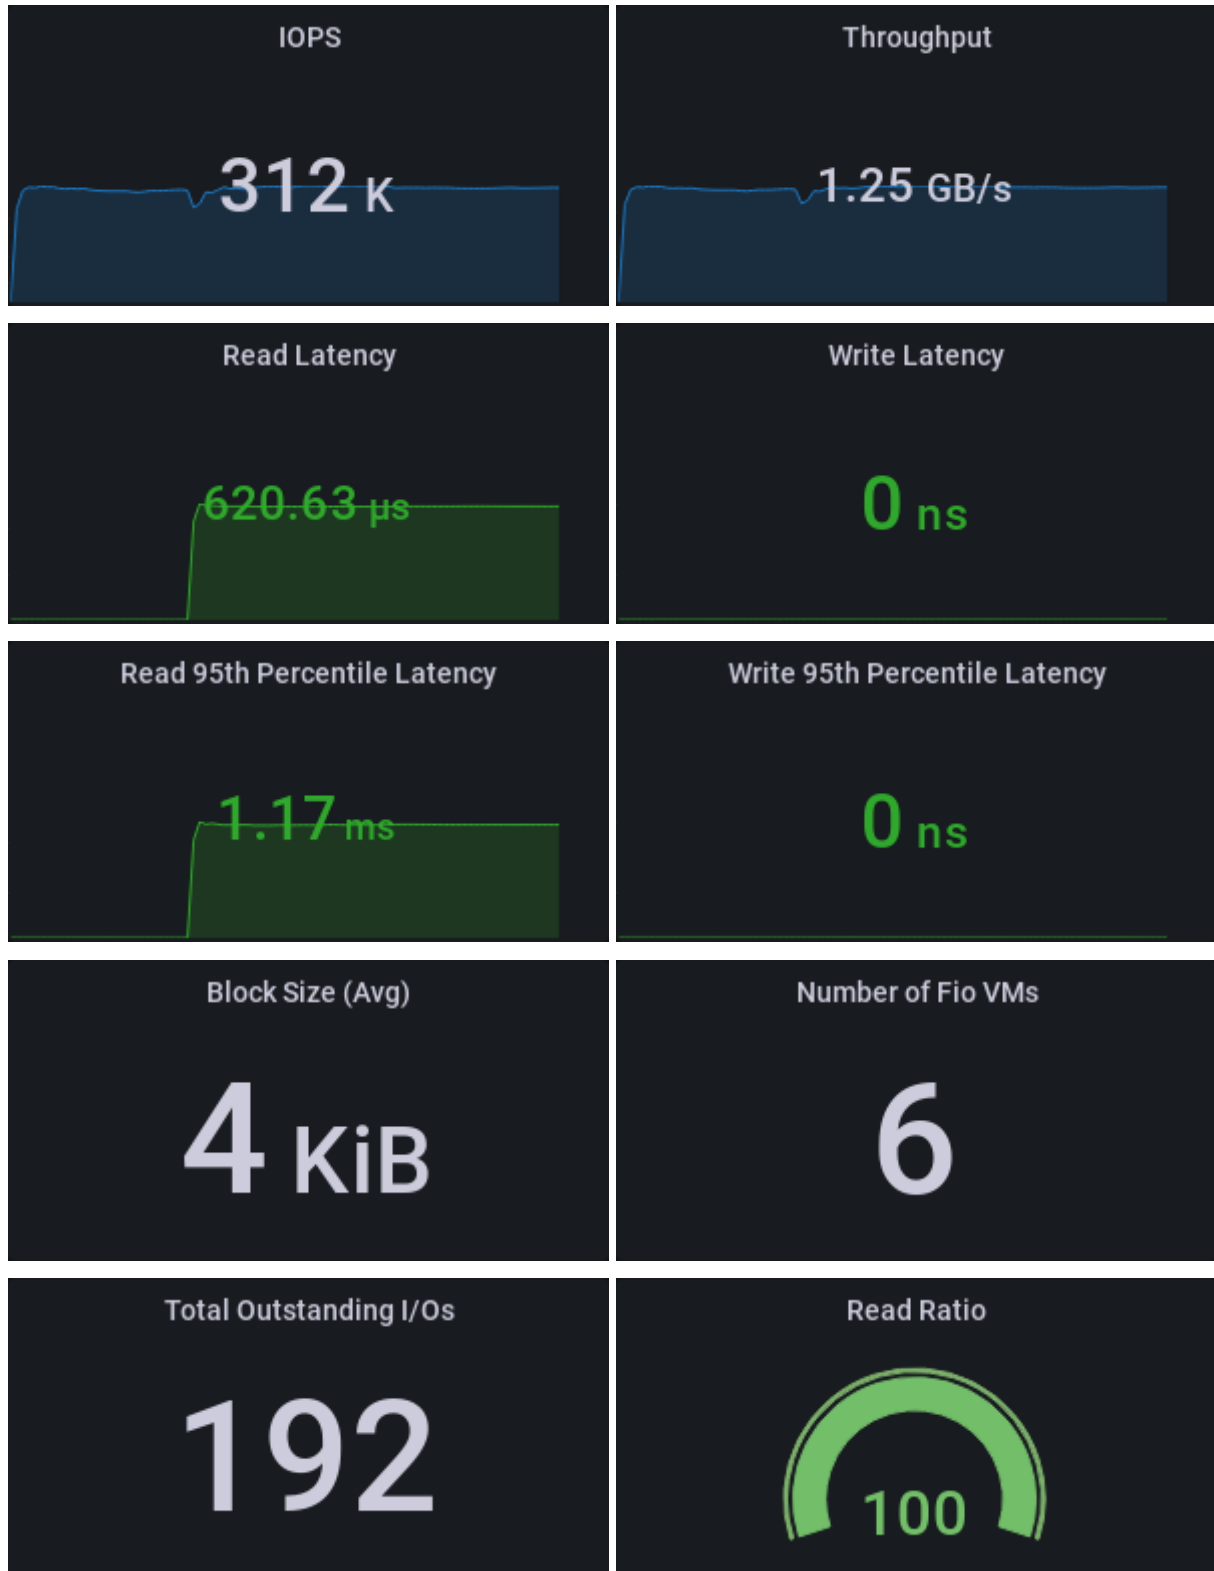 IOPS
312 K
Throughput
1.25 GB/s
Read Latency
620.63 µs
Write Latency
0 ns
Read 95th Percentile Latency
1.17 ms
Write 95th Percentile Latency
0 ns
Block Size (Avg)
4 KiB
Number of Fio VMs
6
Total Outstanding I/Os
192
Read Ratio
100